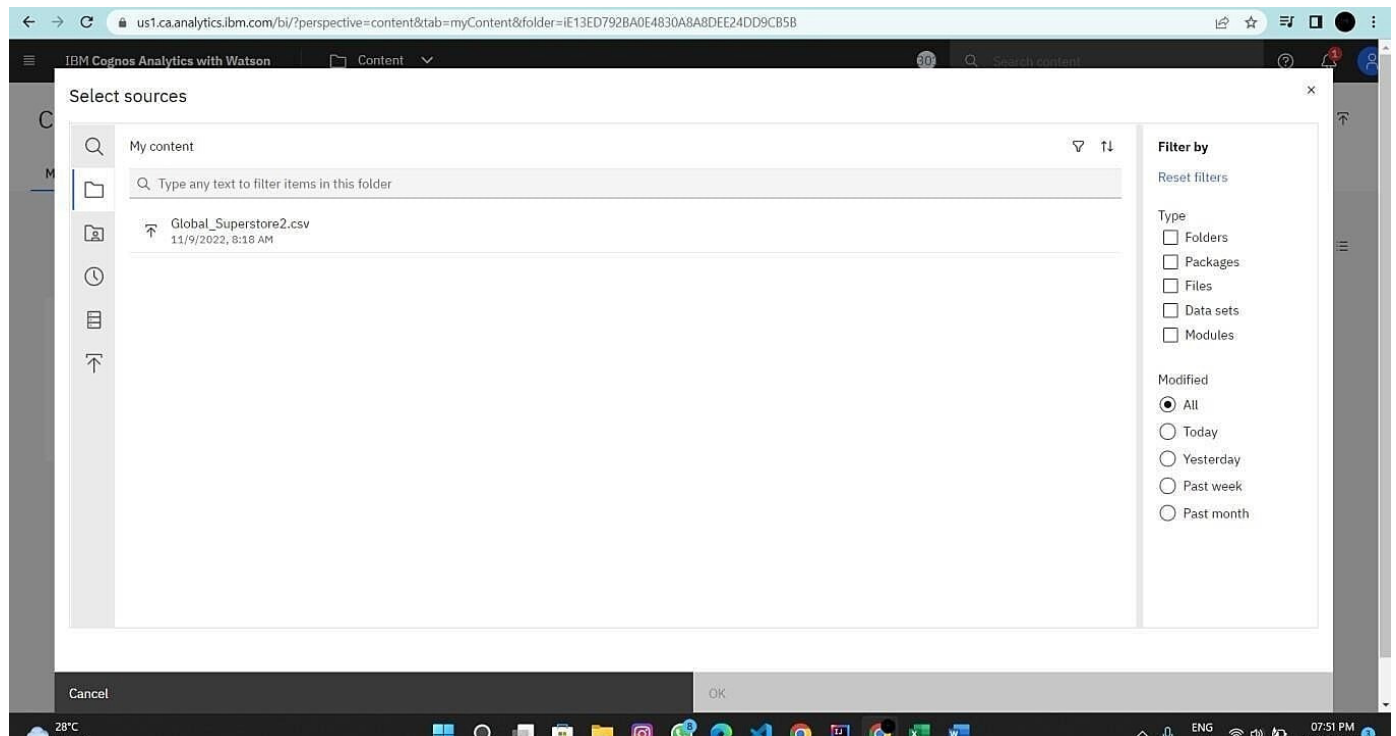 us1.ca.analytics.ibm.com/bi/?perspective=content&tab=myContent&folder=iE13ED792BA0E4830A8A8DEE24DD9CB5B
IBM Cognos Analytics with Watson
Content
Search content
1
Select sources
My content
Type any text to filter items in this folder
Global_Superstore2.csv
11/9/2022, 8:18 AM
Filter by
Reset filters
Type
Folders
Packages
Files
Data sets
Modules
Modified
All
Today
Yesterday
Past week
Past month
Cancel
OK
28°C
8
ENG
07:51 PM
3